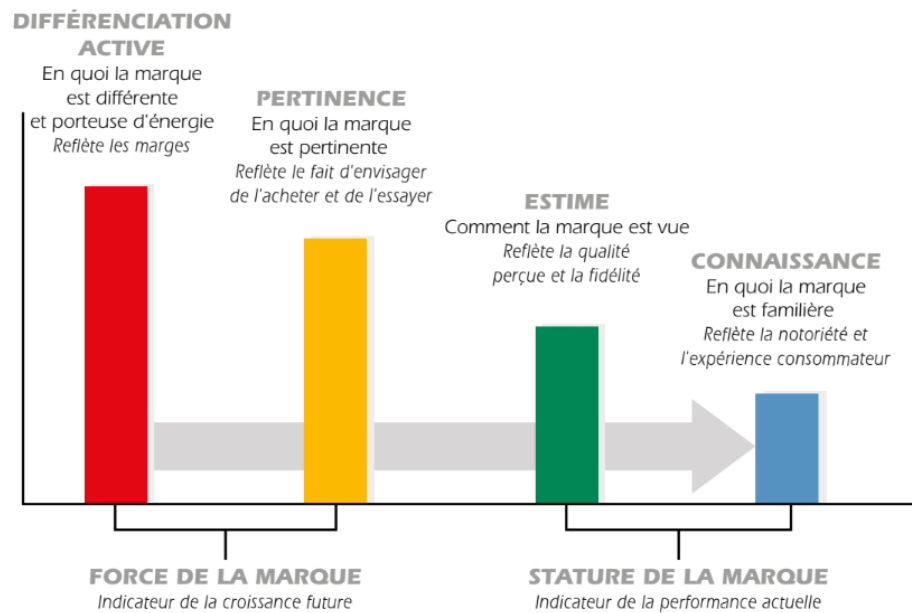 DIFFÉRENCIATION
ACTIVE
En quoi la marque
est différente
et porteuse d'énergie
Reflète les marges
PERTINENCE
En quoi la marque
est pertinente
Reflète le fait d'envisager
de l'acheter et de l'essayer
ESTIME
Comment la marque est vue
Reflète la qualité
perçue et la fidélité
CONNAISSANCE
En quoi la marque
est familière
Reflète la notoriété et
l'expérience consommateur
FORCE DE LA MARQUE
Indicateur de la croissance future
STATURE DE LA MARQUE
Indicateur de la performance actuelle